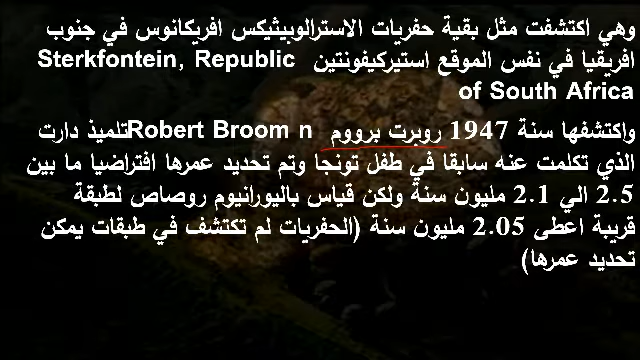 وهي اكتشفت مثل بقية حفريات الاسترالوبيثيكس افريكانوس في جنوب
افريقيا في نفس الموقع استيركيفونتين Sterkfontein, Republic
of South Africa
واكتشفها سنة 1947 روبرت برووم Robert Broom nتلميذ دارت
الذي تكلمت عنه سابقا في طفل تونجا وتم تحديد عمرها افتراضيا ما بين
2.5 الي 2.1 مليون سنة ولكن قياس باليورانيوم روصاص لطبقة
قريبة اعطى 2.05 مليون سنة (الحفريات لم تكتشف في طبقات يمكن
تحديد عمرها)